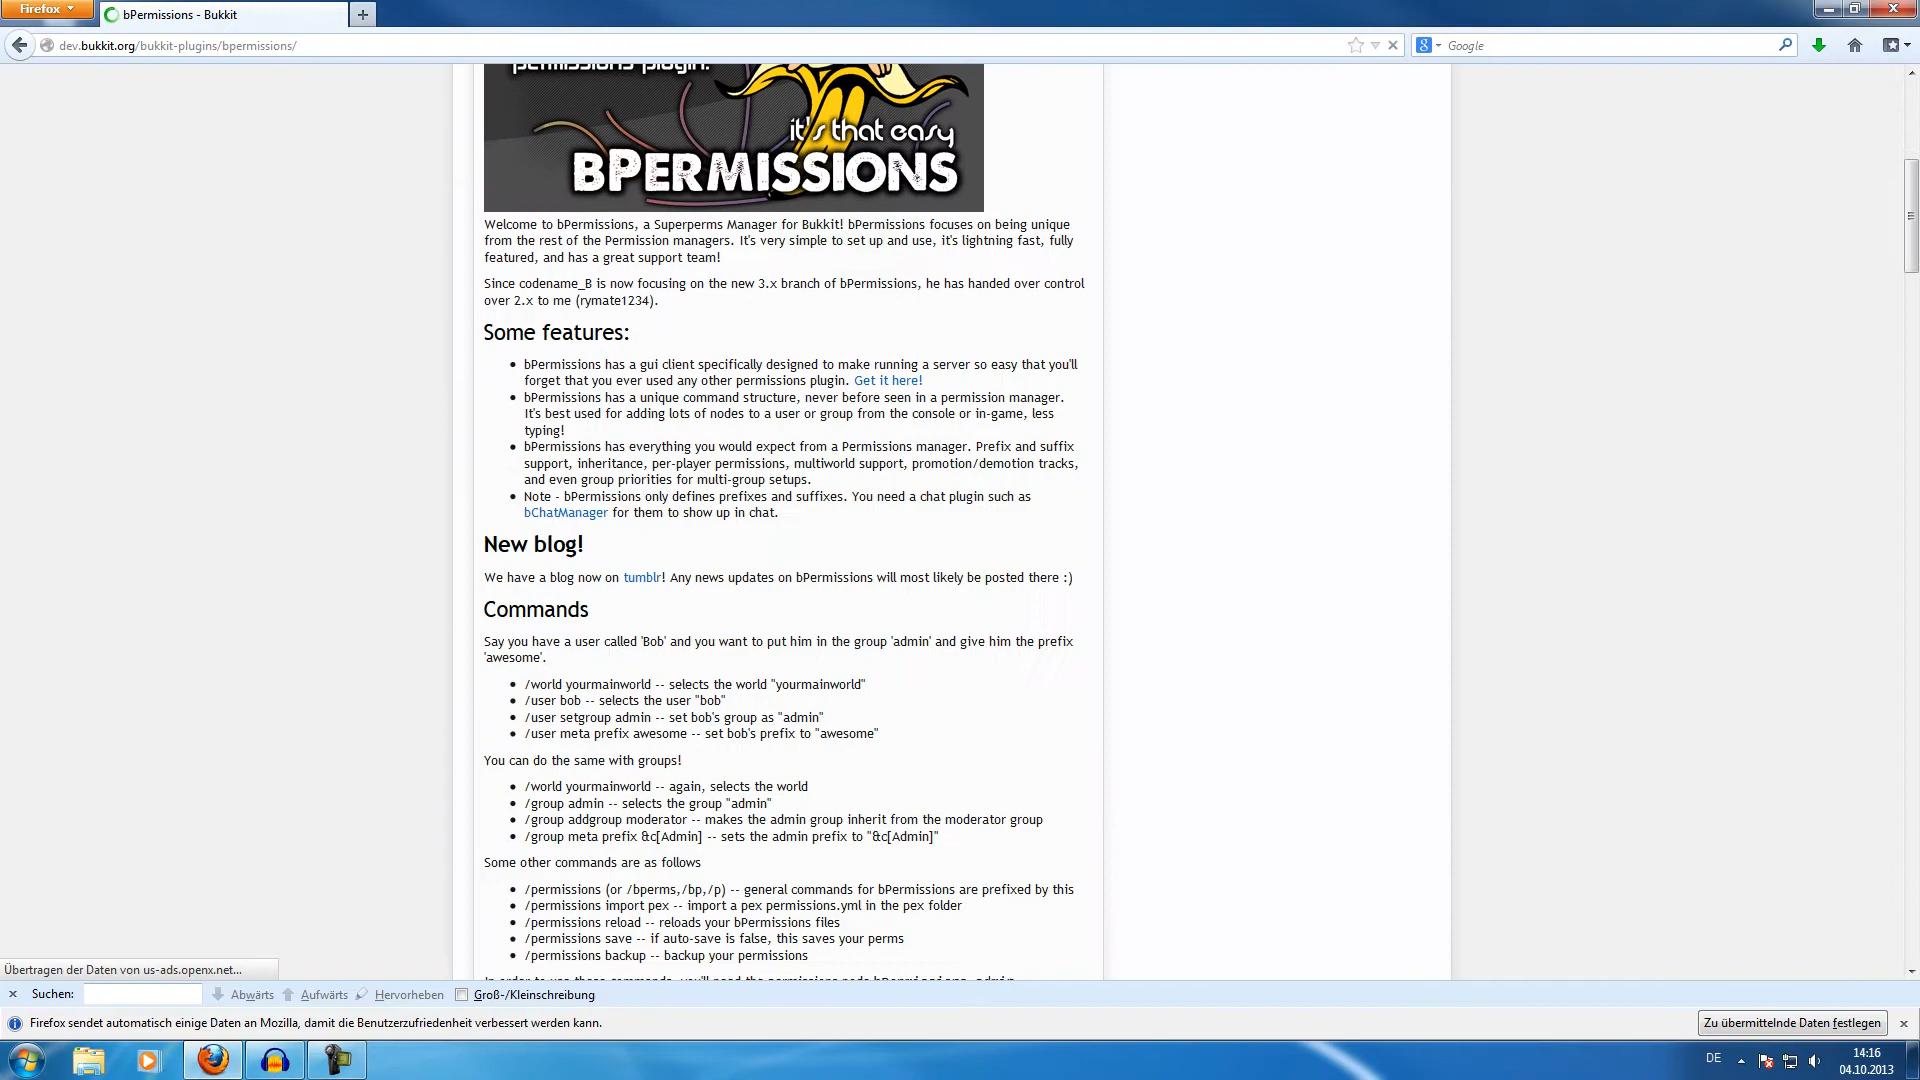 Firefox
bPermissions - Bukkit
dev.bukkit.org/bukkit-plugins/bpermissions/
Google
permissions plugin.
it's that easy
BPERMISSIONS
Welcome to bPermissions, a Superperms Manager for Bukkit! bPermissions focuses on being unique
from the rest of the Permission managers. It's very simple to set up and use, it's lightning fast, fully
featured, and has a great support team!
Since codename_B is now focusing on the new 3.x branch of bPermissions, he has handed over control
over 2.x to me (rymate1234).
Some features:
bPermissions has a gui client specifically designed to make running a server so easy that you'll
forget that you ever used any other permissions plugin. Get it here!
bPermissions has a unique command structure, never before seen in a permission manager.
It's best used for adding lots of nodes to a user or group from the console or in-game, less
typing!
bPermissions has everything you would expect from a Permissions manager. Prefix and suffix
support, inheritance, per-player permissions, multiworld support, promotion/demotion tracks,
and even group priorities for multi-group setups.
Note - bPermissions only defines prefixes and suffixes. You need a chat plugin such as
bChatManager for them to show up in chat.
New blog!
We have a blog now on tumblr! Any news updates on bPermissions will most likely be posted there :)
Commands
Say you have a user called 'Bob' and you want to put him in the group 'admin' and give him the prefix
'awesome'.
/world yourmainworld -- selects the world "yourmainworld"
/user bob -- selects the user "bob"
/user setgroup admin -- set bob's group as "admin"
/user meta prefix awesome -- set bob's prefix to "awesome"
You can do the same with groups!
/world yourmainworld -- again, selects the world
/group admin -- selects the group "admin"
/group addgroup moderator -- makes the admin group inherit from the moderator group
/group meta prefix &c[Admin] -- sets the admin prefix to "&c[Admin]"
Some other commands are as follows
/permissions (or /bperms,/bp,/p) -- general commands for bPermissions are prefixed by this
/permissions import pex -- import a pex permissions.yml in the pex folder
/permissions reload -- reloads your bPermissions files
/permissions save -- if auto-save is false, this saves your perms
/permissions backup -- backup your permissions
In order to use these commands, you'll need the permissions node bPermissions.admin
Übertragen der Daten von us-ads.openx.net...
Suchen: Abwärts Aufwärts Hervorheben Groß-/Kleinschreibung
Firefox sendet automatisch einige Daten an Mozilla, damit die Benutzerzufriedenheit verbessert werden kann.
Zu übermittelnde Daten festlegen
DE
14:16
04.10.2013